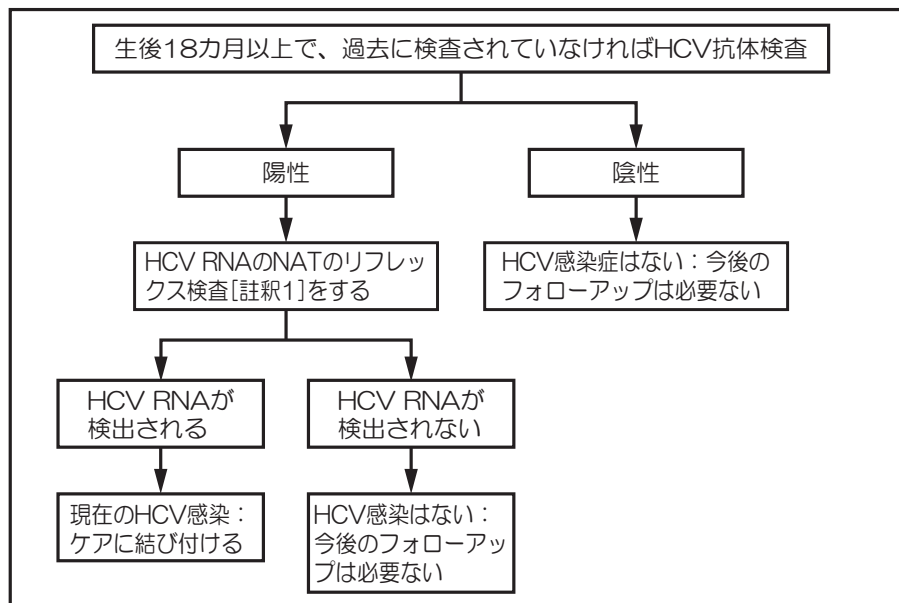 生後18カ月以上で、過去に検査されていなければHCV抗体検査
陽性
陰性
HCV RNAのNATのリフレッ
クス検査[註釈1]をする
HCV感染症はない：今後の
フォローアップは必要ない
HCV RNAが
検出される
HCV RNAが
検出されない
現在のHCV感染：
ケアに結び付ける
HCV感染はない：
今後のフォローアッ
プは必要ない